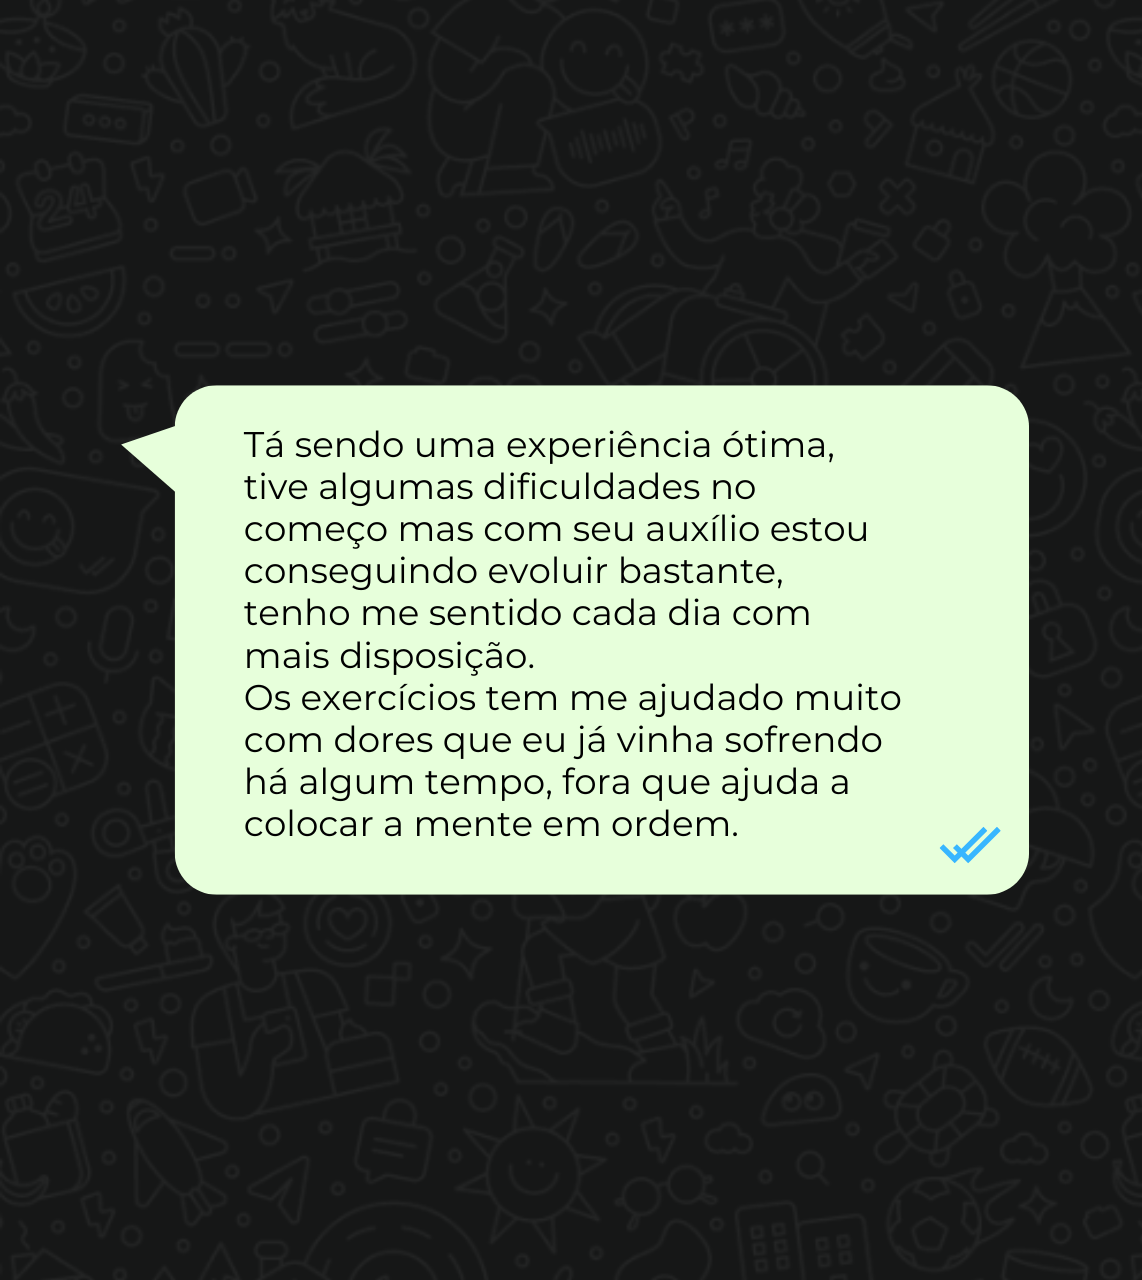 Tá sendo uma experiência ótima,
tive algumas dificuldades no
começo mas com seu auxílio estou
conseguindo evoluir bastante,
tenho me sentido cada dia com
mais disposição.
Os exercícios tem me ajudado muito
com dores que eu já vinha sofrendo
há algum tempo, fora que ajuda a
colocar a mente em ordem.